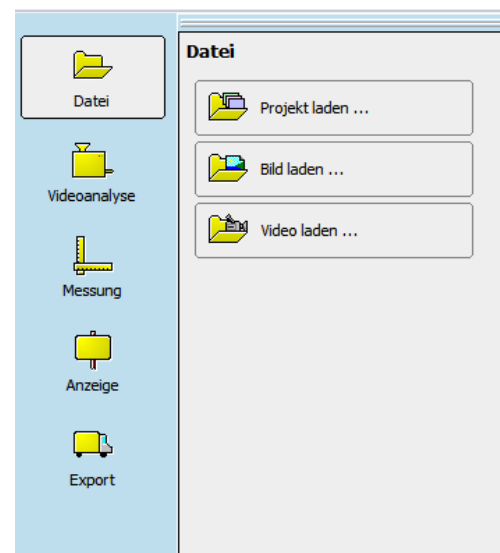 Datei
Videoanalyse
Messung
Anzeige
Export
Datei
Projekt laden ...
Bild laden ...
Video laden ...